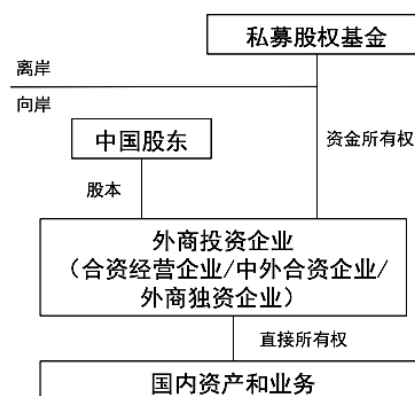 私募股权基金
离岸
向岸
中国股东
资金所有权
股本
外商投资企业
（合资经营企业/中外合资企业/
外商独资企业）
直接所有权
国内资产和业务